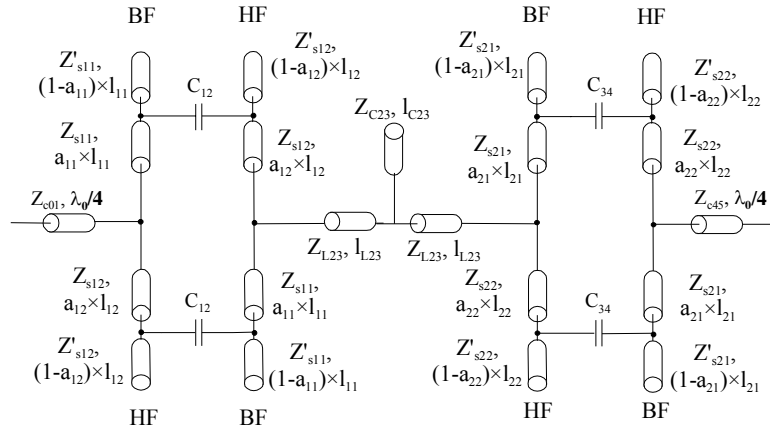 BF HF BF HF
Z's11, Z's12, Z's21, Z's22,
(1-a11)×l11 (1-a12)×l12 (1-a21)×l21 (1-a22)×l22
C12 C34
ZC23, lC23
Zs11, Zs12, Zs21, Zs22,
a11×l11 a12×l12 a21×l21 a22×l22
Zc01, λ0/4 Zc45, λ0/4
ZL23, lL23 ZL23, lL23
Zs12, Zs11, Zs22, Zs21,
a12×l12 a11×l11 a22×l22 a21×l21
C12 C34
Z's12, Z's11, Z's22, Z's21,
(1-a12)×l12 (1-a11)×l11 (1-a22)×l22 (1-a21)×l21
HF BF HF BF